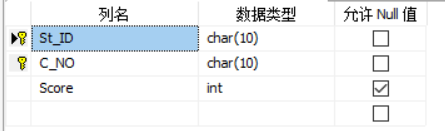 列名 数据类型 允许 Null 值
St_ID char(10)
C_NO char(10)
Score int